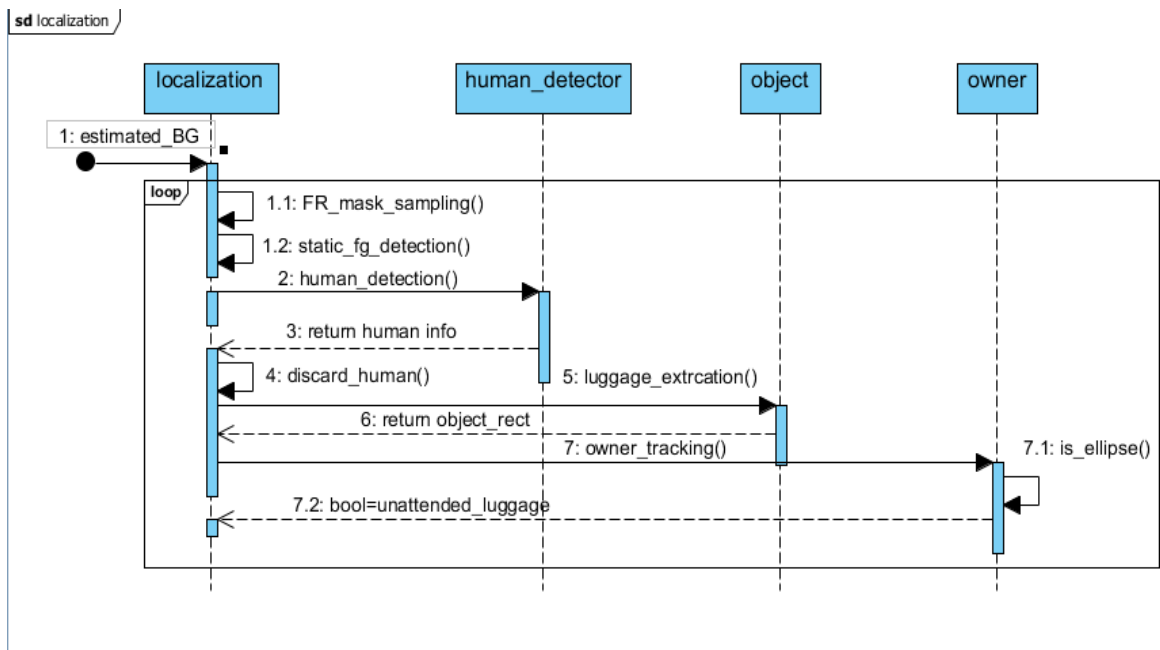 sd localization
localization
human_detector
object
owner
1: estimated_BG
loop
1.1: FR_mask_sampling()
1.2: static_fg_detection()
2: human_detection()
3: return human info
4: discard_human()
5: luggage_extrcation()
6: return object_rect
7: owner_tracking()
7.1: is_ellipse()
7.2: bool=unattended_luggage